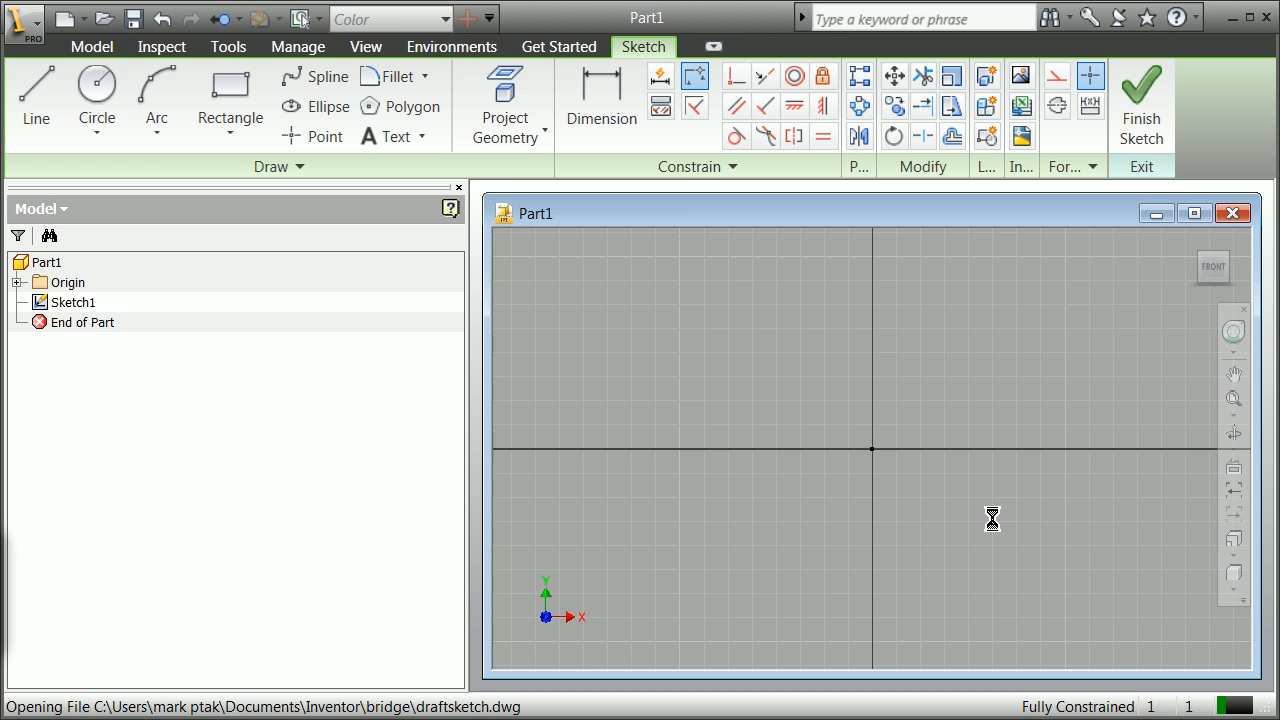 PRO
Color
Part1
Type a keyword or phrase
Model Inspect Tools Manage View Environments Get Started Sketch
Line
Circle
Arc
Rectangle
Spline
Fillet
Ellipse
Polygon
Point
Text
Project
Geometry
Dimension
Finish
Sketch
Draw
Constrain
P...
Modify
L...
In...
For...
Exit
Model
Part1
Origin
Sketch1
End of Part
Part1
FRONT
Y
X
Opening File C:\Users\mark ptak\Documents\Inventor\bridge\draftsketch.dwg
Fully Constrained 1 1